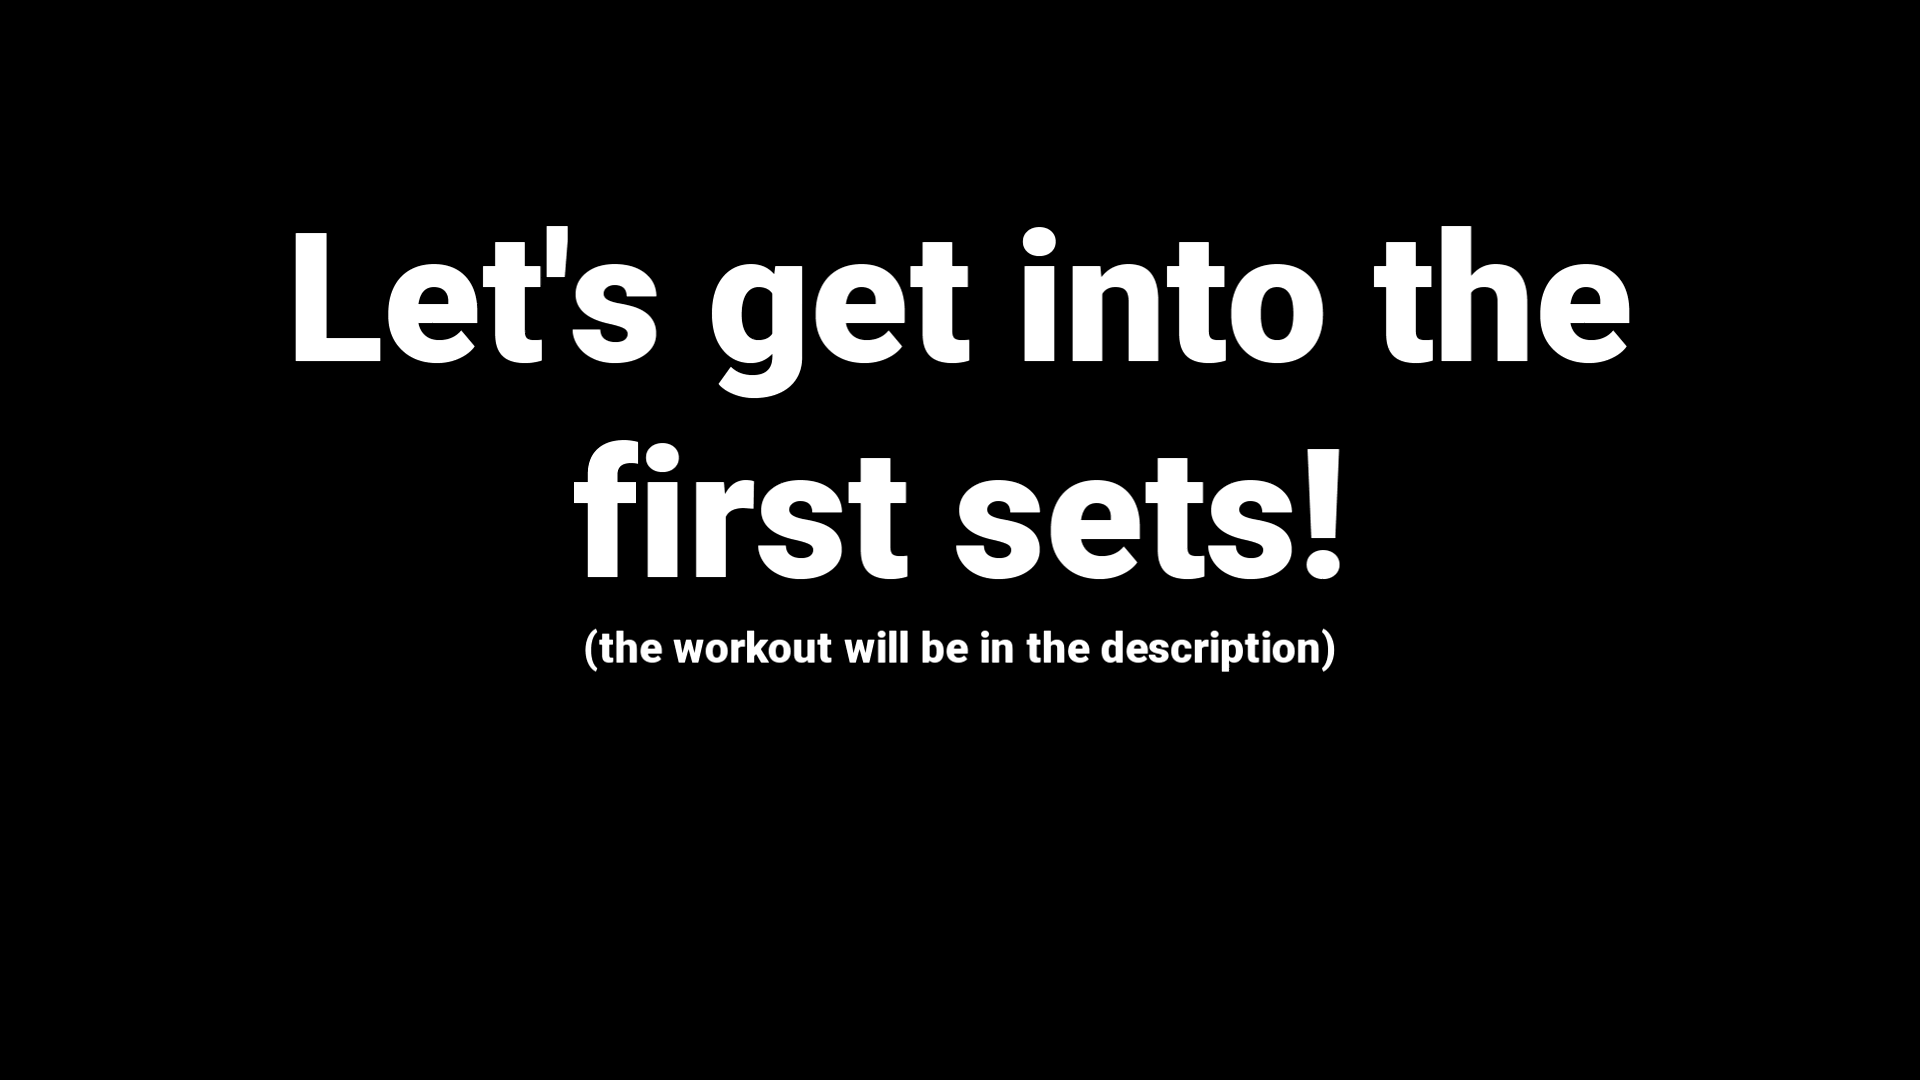 Let's get into the
first sets!
(the workout will be in the description)